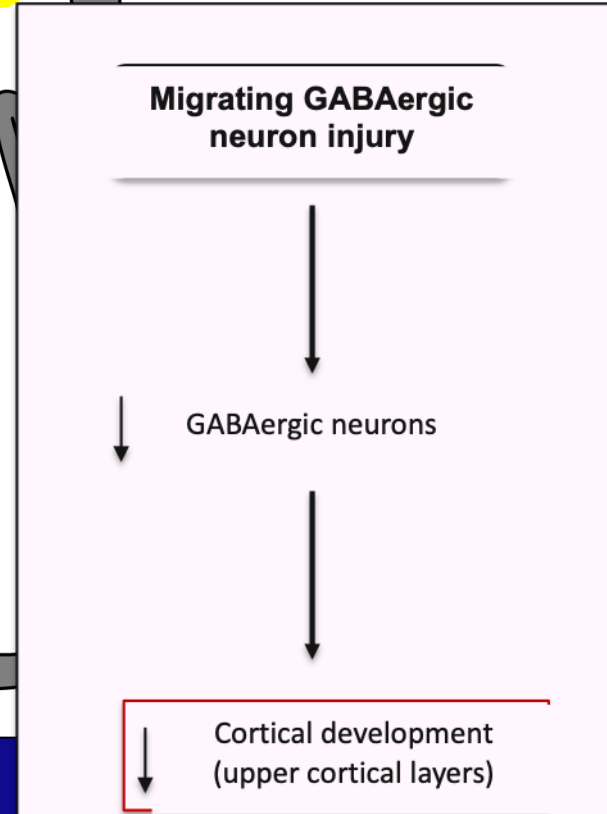 Migrating GABAergic
neuron injury
GABAergic neurons
Cortical development
(upper cortical layers)